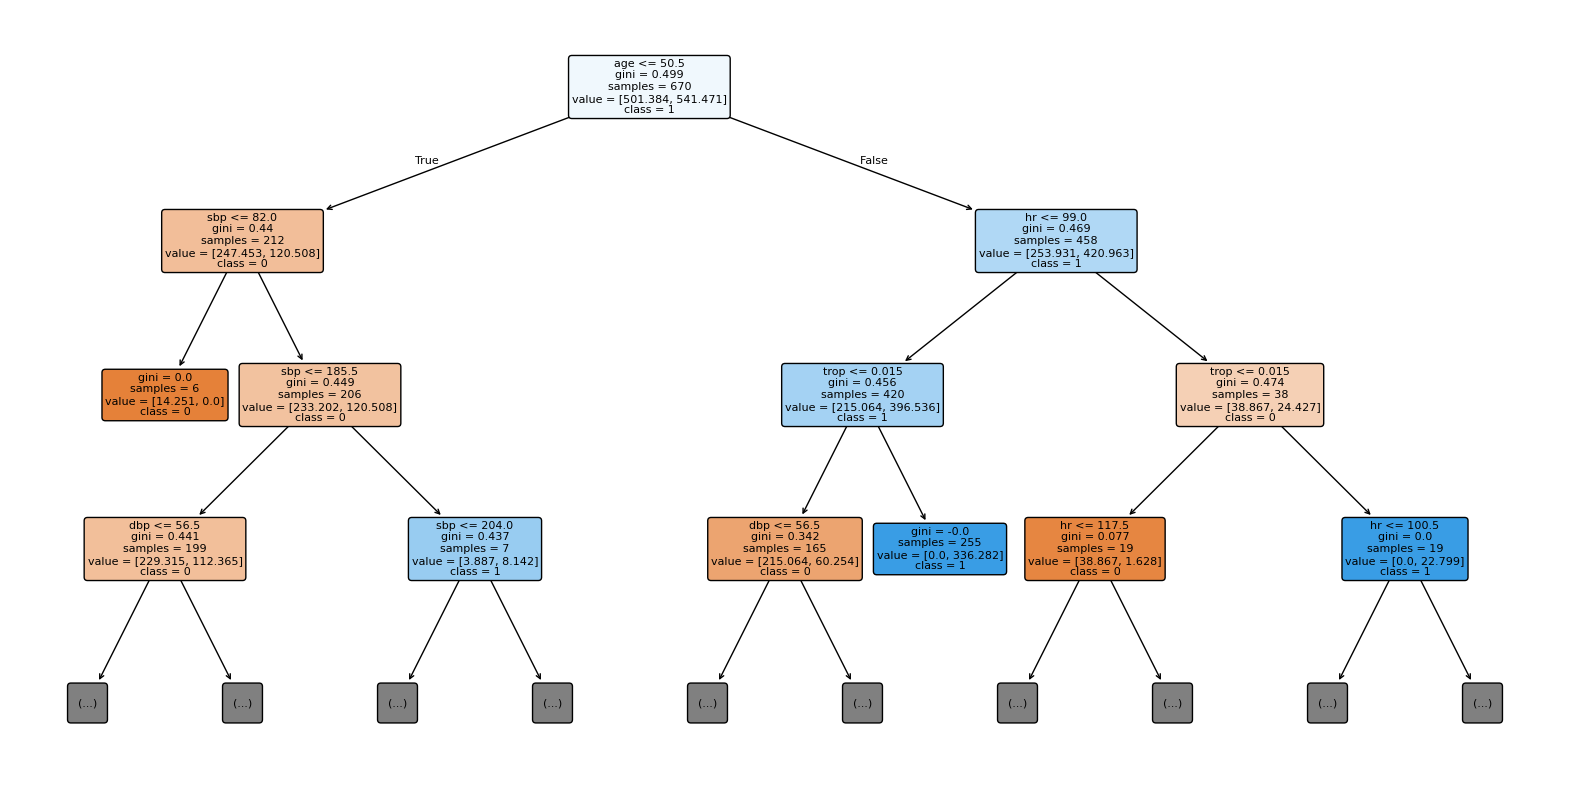 age <= 50.5
gini = 0.499
samples = 670
value = [501.384, 541.471]
class = 1
True
False
sbp <= 82.0
gini = 0.44
samples = 212
value = [247.453, 120.508]
class = 0
hr <= 99.0
gini = 0.469
samples = 458
value = [253.931, 420.963]
class = 1
gini = 0.0
samples = 6
value = [14.251, 0.0]
class = 0
sbp <= 185.5
gini = 0.449
samples = 206
value = [233.202, 120.508]
class = 0
trop <= 0.015
gini = 0.456
samples = 420
value = [215.064, 396.536]
class = 1
trop <= 0.015
gini = 0.474
samples = 38
value = [38.867, 24.427]
class = 0
dbp <= 56.5
gini = 0.441
samples = 199
value = [229.315, 112.365]
class = 0
sbp <= 204.0
gini = 0.437
samples = 7
value = [3.887, 8.142]
class = 1
dbp <= 56.5
gini = 0.342
samples = 165
value = [215.064, 60.254]
class = 0
gini = -0.0
samples = 255
value = [0.0, 336.282]
class = 1
hr <= 117.5
gini = 0.077
samples = 19
value = [38.867, 1.628]
class = 0
hr <= 100.5
gini = 0.0
samples = 19
value = [0.0, 22.799]
class = 1
(...)
(...)
(...)
(...)
(...)
(...)
(...)
(...)
(...)
(...)